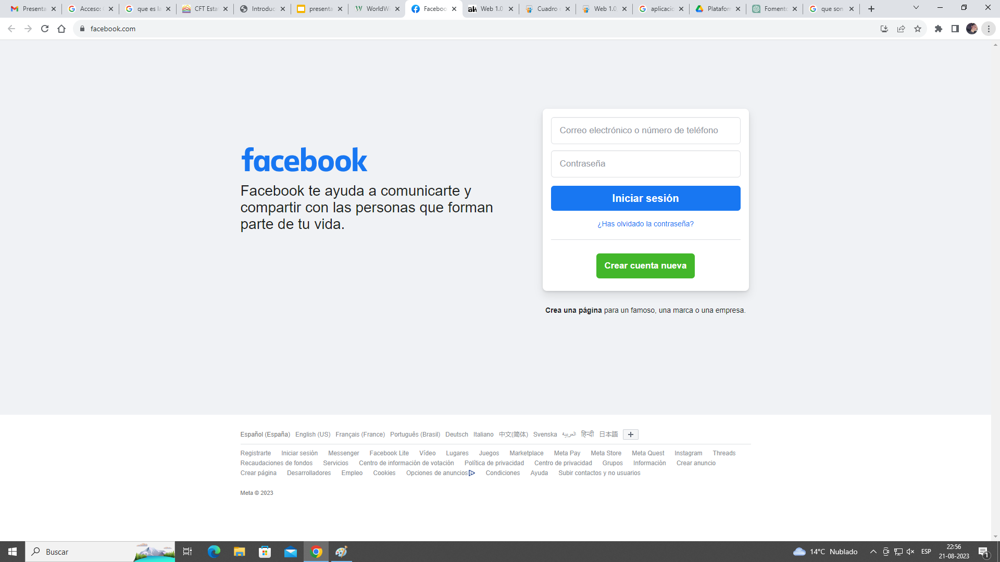 Presenta
Acceso: 
que es la
CFT Esta
Introduc
presenta
WorldWi
Faceboo
Web 1.0
Cuadro
Web 1.0
aplicacio
Platafor
Fomento
que son
facebook.com
facebook
Facebook te ayuda a comunicarte y
compartir con las personas que forman
parte de tu vida.
Correo electrónico o número de teléfono
Contraseña
Iniciar sesión
¿Has olvidado la contraseña?
Crear cuenta nueva
Crea una página para un famoso, una marca o una empresa.
Español (España) English (US) Français (France) Português (Brasil) Deutsch Italiano 中文(简体) Svenska العربية हिन्दी 日本語
Registrarte Iniciar sesión Messenger Facebook Lite Vídeo Lugares Juegos Marketplace Meta Pay Meta Store Meta Quest Instagram Threads
Recaudaciones de fondos Servicios Centro de información de votación Política de privacidad Centro de privacidad Grupos Información Crear anuncio
Crear página Desarrolladores Empleo Cookies Opciones de anuncios Condiciones Ayuda Subir contactos y no usuarios
Meta © 2023
Buscar
14°C Nublado
ESP
22:56
21-08-2023
1